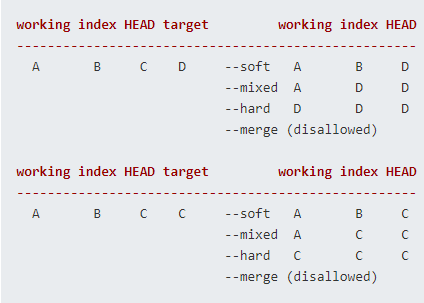 working index HEAD target         working index HEAD
----------------------------------------------------
  A       B     C    D     --soft   A       B     D
                           --mixed  A       D     D
                           --hard   D       D     D
                           --merge (disallowed)
working index HEAD target         working index HEAD
----------------------------------------------------
  A       B     C    C     --soft   A       B     C
                           --mixed  A       C     C
                           --hard   C       C     C
                           --merge (disallowed)